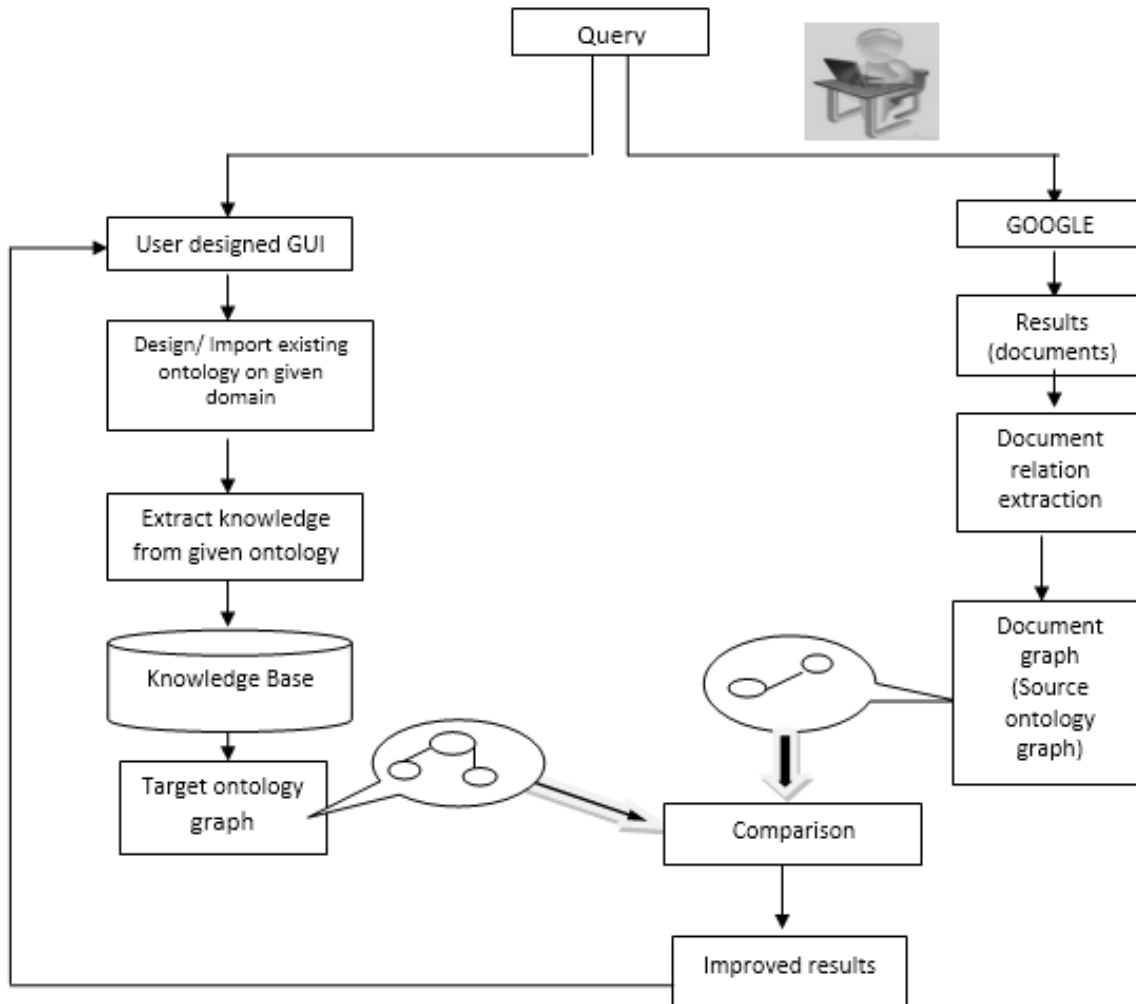 Query
User designed GUI
Design/ Import existing
ontology on given
domain
Extract knowledge
from given ontology
Knowledge Base
Target ontology
graph
GOOGLE
Results
(documents)
Document
relation
extraction
Document
graph
(Source
ontology
graph)
Comparison
Improved results